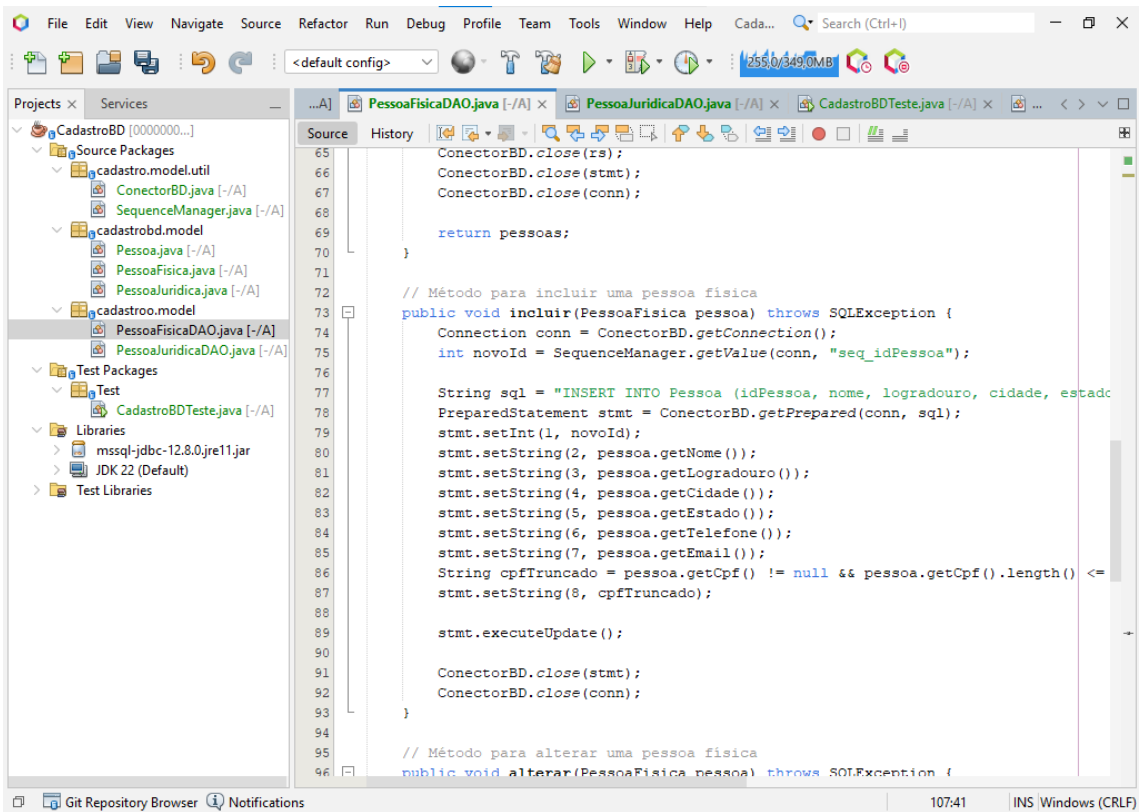 File Edit View Navigate Source Refactor Run Debug Profile Team Tools Window Help Cada... Search (Ctrl+I)
<default config> 255,0/349,0MB
Projects Services
...A] PessoaFisicaDAO.java [-/A] PessoaJuridicaDAO.java [-/A] CadastroBDTeste.java [-/A] ...
Source History
CadastroBD [0000000...]
Source Packages
cadastro.model.util
ConectorBD.java [-/A]
SequenceManager.java [-/A]
cadastrobd.model
Pessoa.java [-/A]
PessoaFisica.java [-/A]
PessoaJuridica.java [-/A]
cadastroo.model
PessoaFisicaDAO.java [-/A]
PessoaJuridicaDAO.java [-/A]
Test Packages
Test
CadastroBDTeste.java [-/A]
Libraries
mssql-jdbc-12.8.0.jre11.jar
JDK 22 (Default)
Test Libraries
65 ConectorBD.close(rs);
66 ConectorBD.close(stmt);
67 ConectorBD.close(conn);
68
69 return pessoas;
70 }
71
72 // Método para incluir uma pessoa física
73 public void incluir(PessoaFisica pessoa) throws SQLException {
74 Connection conn = ConectorBD.getConnection();
75 int novoId = SequenceManager.getValue(conn, "seq_idPessoa");
76
77 String sql = "INSERT INTO Pessoa (idPessoa, nome, logradouro, cidade, estado
78 PreparedStatement stmt = ConectorBD.getPrepared(conn, sql);
79 stmt.setInt(1, novoId);
80 stmt.setString(2, pessoa.getNome());
81 stmt.setString(3, pessoa.getLogradouro());
82 stmt.setString(4, pessoa.getCidade());
83 stmt.setString(5, pessoa.getEstado());
84 stmt.setString(6, pessoa.getTelefone());
85 stmt.setString(7, pessoa.getEmail());
86 String cpfTruncado = pessoa.getCpf() != null && pessoa.getCpf().length() <=
87 stmt.setString(8, cpfTruncado);
88
89 stmt.executeUpdate();
90
91 ConectorBD.close(stmt);
92 ConectorBD.close(conn);
93 }
94
95 // Método para alterar uma pessoa física
96 public void alterar(PessoaFisica pessoa) throws SQLException {
Git Repository Browser Notifications 107:41 INS Windows (CRLF)